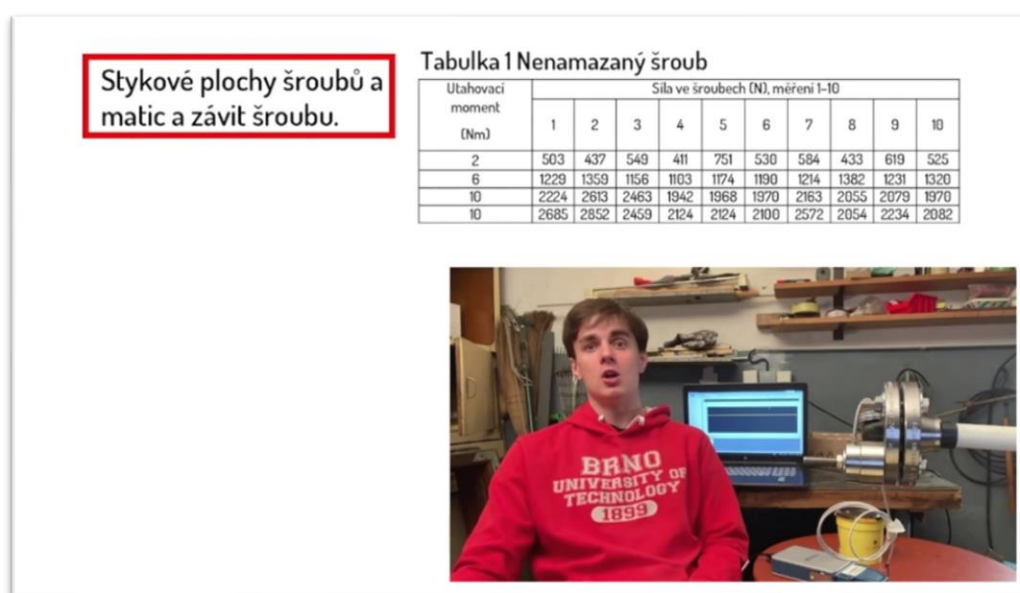 Stykové plochy šroubů a
matic a závit šroubu.
Tabulka 1 Nenamazaný šroub
Utahovací moment (Nm) Síla ve šroubech (N), měření 1-10
1 2 3 4 5 6 7 8 9 10
2 503 437 549 411 751 530 584 433 619 525
6 1229 1359 1156 1103 1174 1190 1214 1382 1231 1320
10 2224 2613 2463 1942 1968 1970 2163 2055 2079 1970
10 2685 2852 2459 2124 2124 2100 2572 2054 2234 2082
BRNO
UNIVERSITY OF
TECHNOLOGY
1899